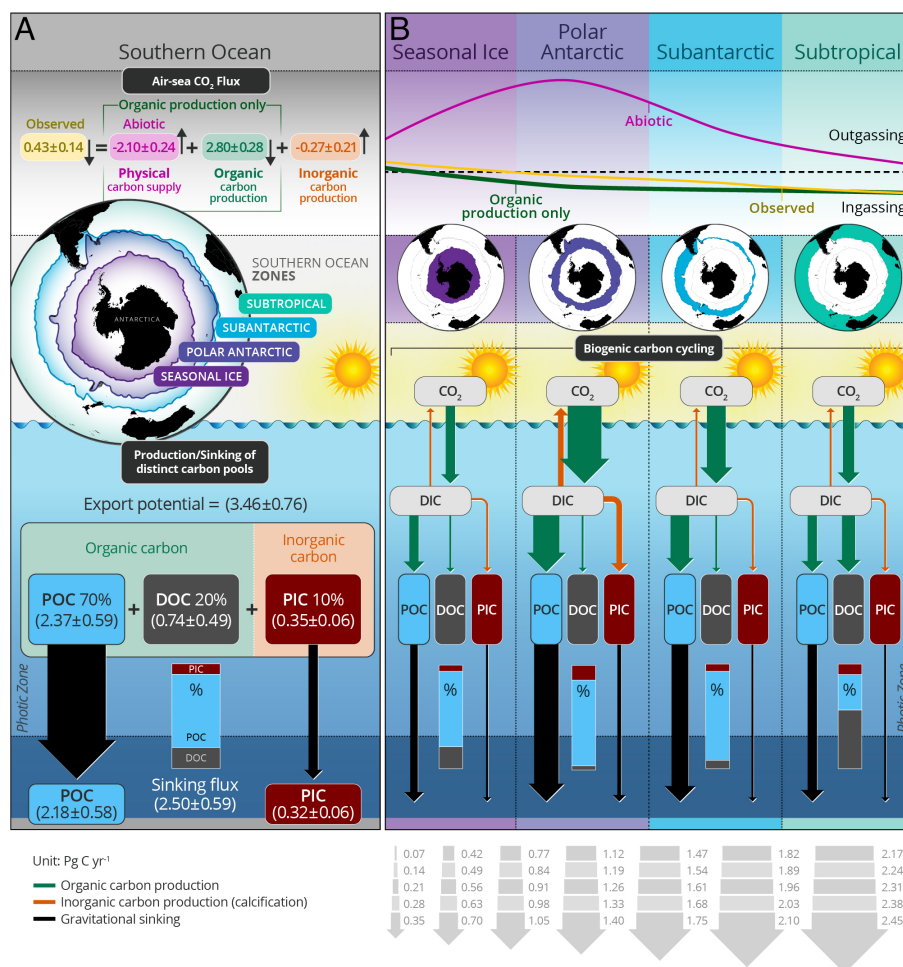 A
Southern Ocean
Air-sea CO₂ Flux
Organic production only
Observed
Abiotic
0.43±0.14 = -2.10±0.24 + 2.80±0.28 + -0.27±0.21
Physical
carbon supply
Organic
carbon
production
Inorganic
carbon
production
SOUTHERN OCEAN
ZONES
SUBTROPICAL
SUBANTARCTIC
POLAR ANTARCTIC
SEASONAL ICE
ANTARCTICA
Production/Sinking of
distinct carbon pools
Export potential = (3.46±0.76)
Organic carbon
Inorganic
carbon
POC 70%
(2.37±0.59)
+
DOC 20%
(0.74±0.49)
+
PIC 10%
(0.35±0.06)
Photic Zone
PIC
%
POC
DOC
Sinking flux
(2.50±0.59)
POC
(2.18±0.58)
PIC
(0.32±0.06)
B
Seasonal Ice
Polar
Antarctic
Subantarctic
Subtropical
Abiotic
Outgassing
Organic
production only
Observed
Ingassing
Biogenic carbon cycling
CO₂ CO₂ CO₂ CO₂
DIC DIC DIC DIC
POC DOC PIC POC DOC PIC POC DOC PIC POC DOC PIC
% % % %
Photic Zone
Unit: Pg C yr⁻¹
Organic carbon production
Inorganic carbon production (calcification)
Gravitational sinking
0.07 0.42 0.77 1.12 1.47 1.82 2.17
0.14 0.49 0.84 1.19 1.54 1.89 2.24
0.21 0.56 0.91 1.26 1.61 1.96 2.31
0.28 0.63 0.98 1.33 1.68 2.03 2.38
0.35 0.70 1.05 1.40 1.75 2.10 2.45